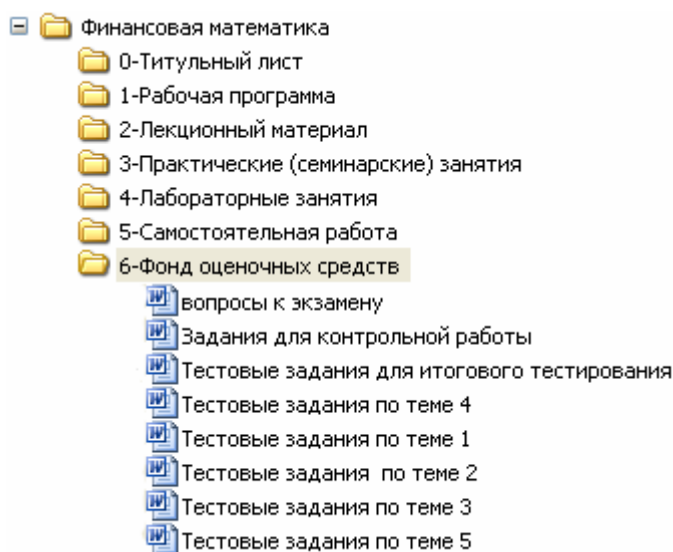 Финансовая математика
0-Титульный лист
1-Рабочая программа
2-Лекционный материал
3-Практические (семинарские) занятия
4-Лабораторные занятия
5-Самостоятельная работа
6-Фонд оценочных средств
вопросы к экзамену
Задания для контрольной работы
Тестовые задания для итогового тестирования
Тестовые задания по теме 4
Тестовые задания по теме 1
Тестовые задания  по теме 2
Тестовые задания по теме 3
Тестовые задания по теме 5